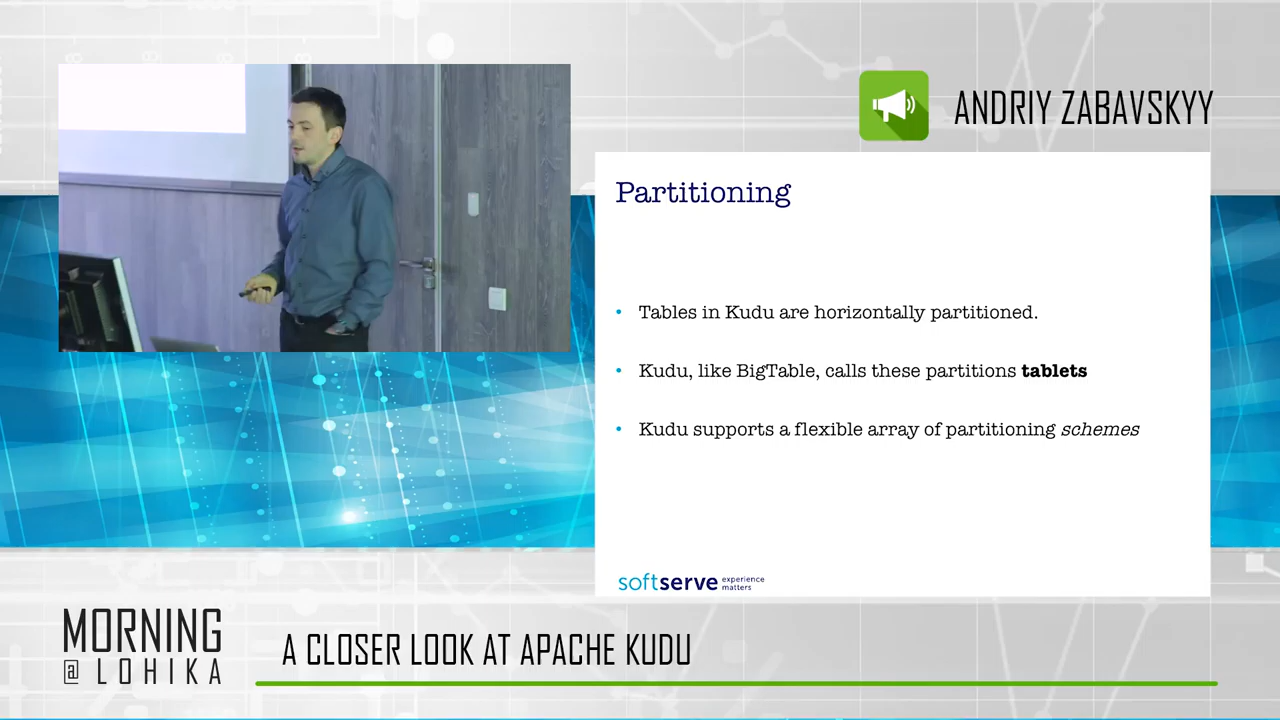 ANDRIY ZABAVSKYY
Partitioning
• Tables in Kudu are horizontally partitioned.
• Kudu, like BigTable, calls these partitions tablets
• Kudu supports a flexible array of partitioning schemes
softserve experience matters
MORNING
@ LOHIKA
A CLOSER LOOK AT APACHE KUDU